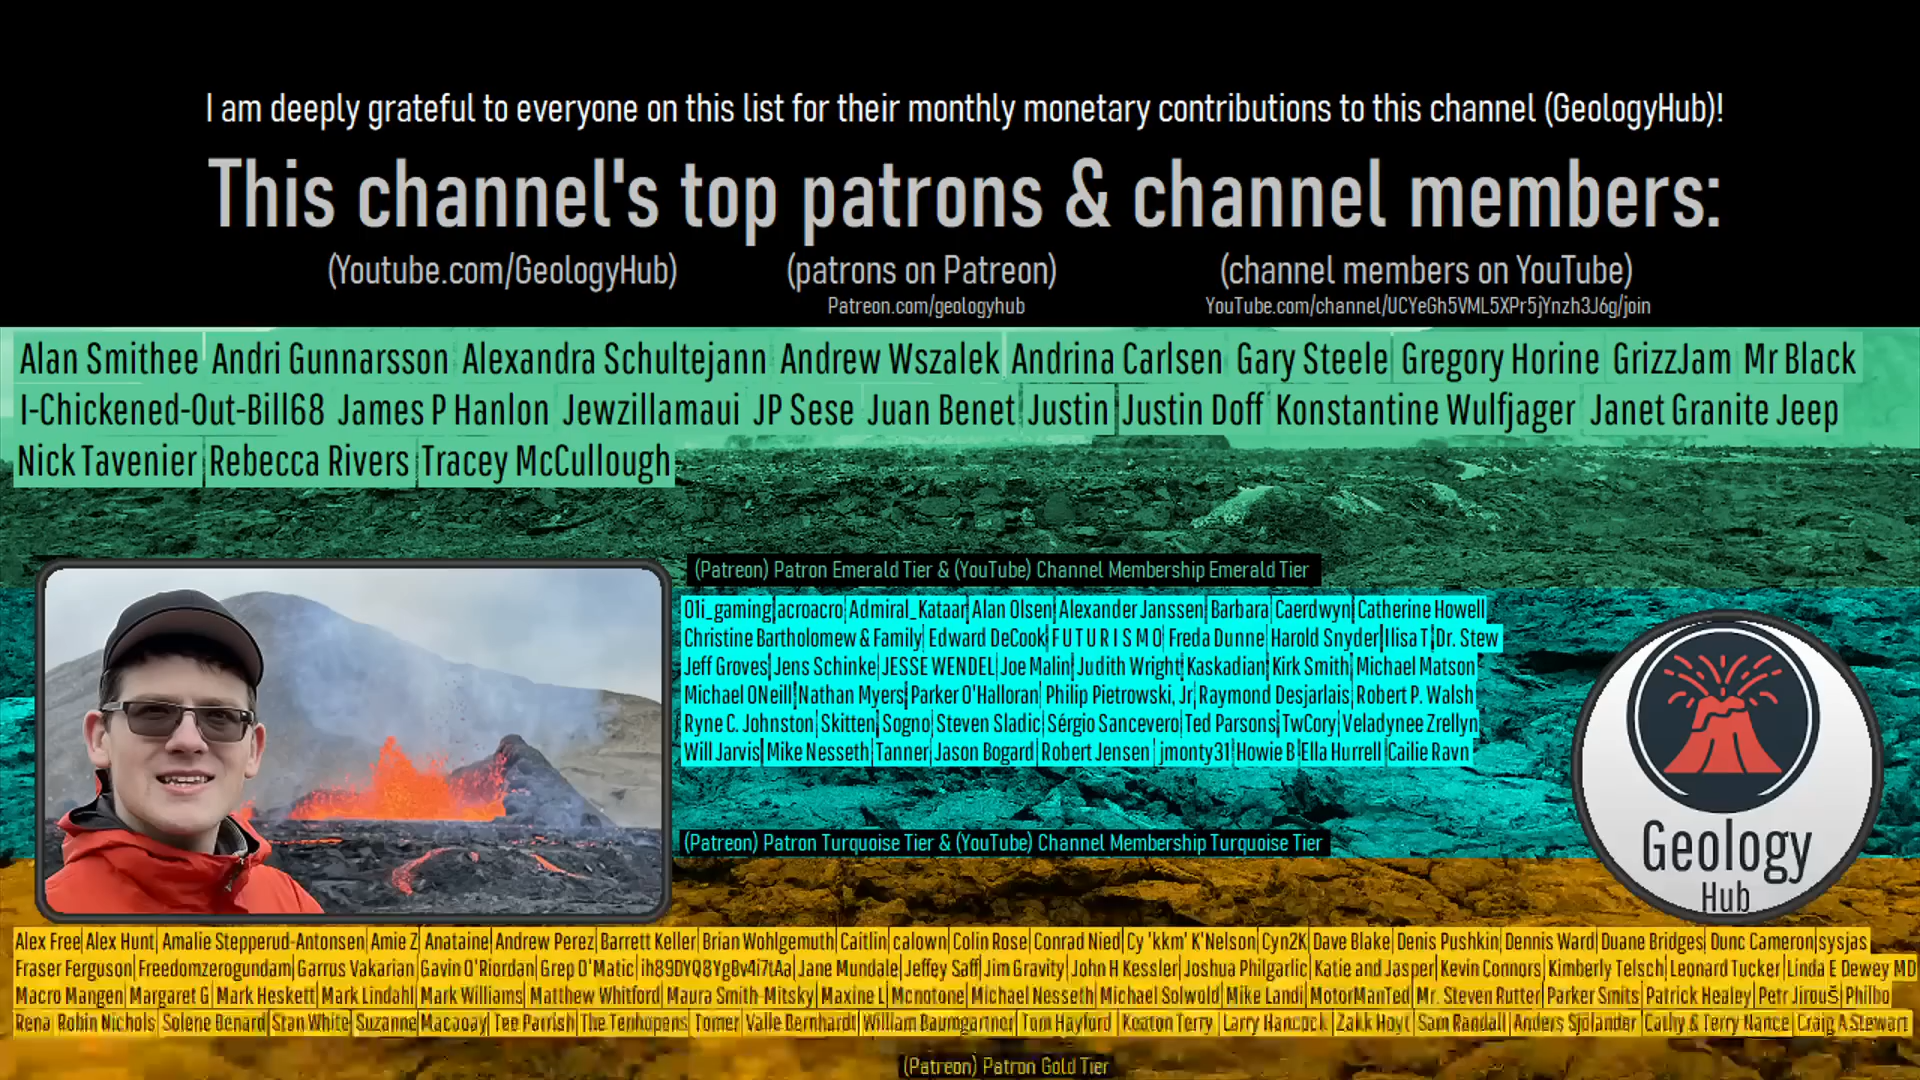 I am deeply grateful to everyone on this list for their monthly monetary contributions to this channel (GeologyHub)!
This channel's top patrons & channel members:
(Youtube.com/GeologyHub) (patrons on Patreon) (channel members on YouTube)
Patreon.com/geologyhub YouTube.com/channel/UCYeGh5VML5XPr5jYnzh3J6g/join
Alan Smithee Andri Gunnarsson Alexandra Schultejann Andrew Wszalek Andrina Carlsen Gary Steele Gregory Horine GrizzJam Mr Black
I-Chickened-Out-Bill68 James P Hanlon Jewzillamaui JP Sese Juan Benet Justin Justin Doff Konstantine Wulfjager Janet Granite Jeep
Nick Tavenier Rebecca Rivers Tracey McCullough
(Patreon) Patron Emerald Tier & (YouTube) Channel Membership Emerald Tier
01i_gaming acroacro Admiral_Kataar Alan Olsen Alexander Janssen Barbara Caerdwyn Catherine Howell
Christine Bartholomew & Family Edward DeCook F U T U R I S M O Freda Dunne Harold Snyder Ilisa T Dr. Stew
Jeff Groves Jens Schinke JESSE WENDEL Joe Malin Judith Wright Kaskadian Kirk Smith Michael Matson
Michael ONeill Nathan Myers Parker O'Halloran Philip Pietrowski, Jr Raymond Desjarlais Robert P. Walsh
Ryne C. Johnston Skitten Sogno Steven Sladic Sérgio Sancevero Ted Parsons TwCory Veladynee Zrellyn
Will Jarvis Mike Nesseth Tanner Jason Bogard Robert Jensen jmonty31 Howie B Ella Hurrell Cailie Ravn
(Patreon) Patron Turquoise Tier & (YouTube) Channel Membership Turquoise Tier
Geology
Hub
Alex Free Alex Hunt Amalie Stepperud-Antonsen Amie Z Anataine Andrew Perez Barrett Keller Brian Wohlgemuth Caitlin calown Colin Rose Conrad Nied Cy 'kkm' K'Nelson Cyn2K Dave Blake Denis Pushkin Dennis Ward Duane Bridges Dunc Cameron sysjas
Fraser Ferguson Freedomzerogundam Garrus Vakarian Gavin O'Riordan Grep O'Matic ih89DYQ8YgBv4i7tAa Jane Mundale Jeffey Saff Jim Gravity John H Kessler Joshua Philgarlic Katie and Jasper Kevin Connors Kimberly Telsch Leonard Tucker Linda E Dewey MD
Macro Mangen Margaret G Mark Heskett Mark Lindahl Mark Williams Matthew Whitford Maura Smith-Mitsky Maxine L Mcnotone Michael Nesseth Michael Solwold Mike Landi MotorManTed Mr. Steven Rutter Parker Smits Patrick Healey Petr Jirouš Philbo
Rena Robin Nichols Solene Benard Stan White Suzanne Tee Parrish The Tenhopens Tomer Valle Bernhardt William Baumgartner Tom Hayford Keaton Terry Larry Hancock Zakk Hoyt Sam Randall Anders Sjölander Cathy & Terry Nance Craig A Stewart
(Patreon) Patron Gold Tier